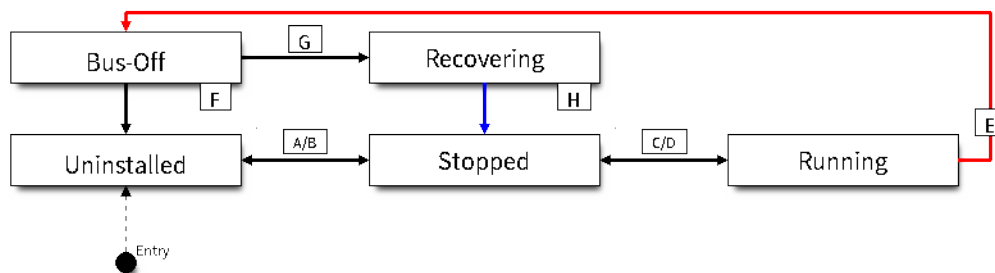 G
Bus-Off
Recovering
F
H
E
A/B
C/D
Uninstalled
Stopped
Running
Entry